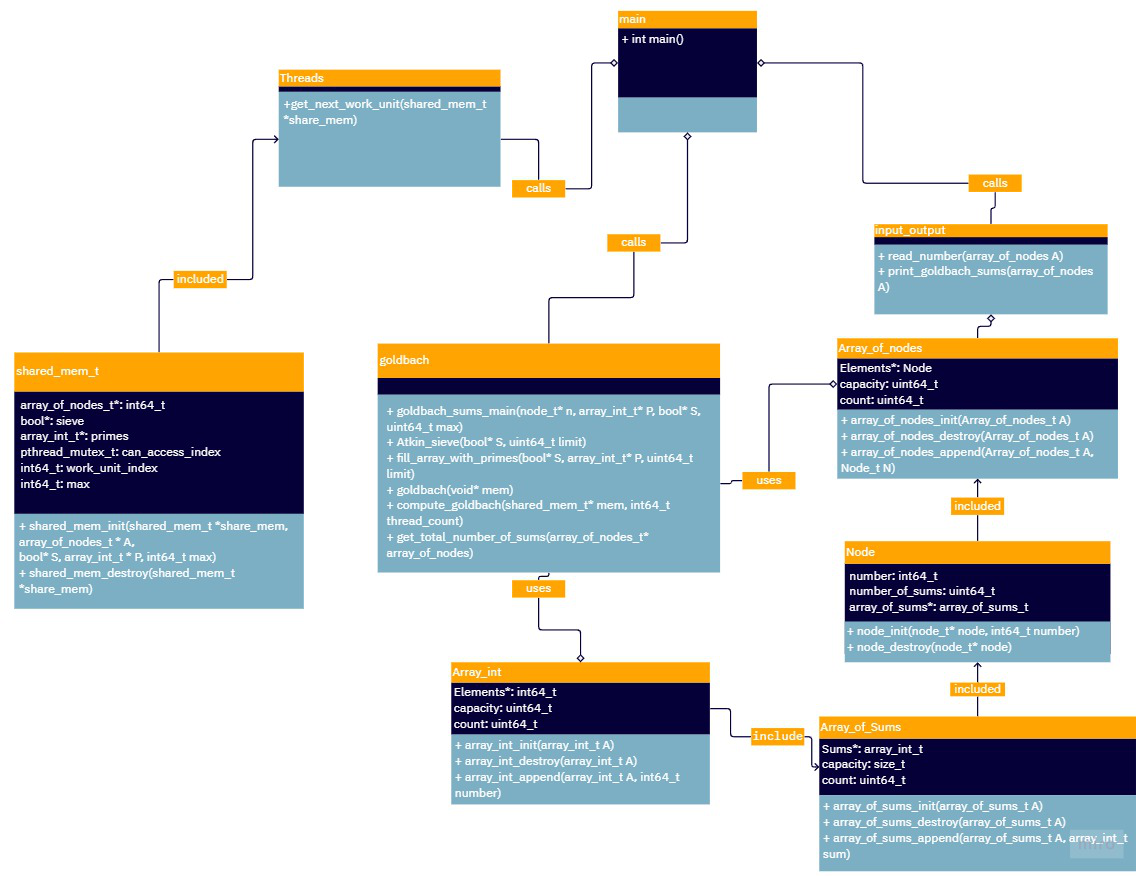 main
+ int main()
Threads
+get_next_work_unit(shared_mem_t
*share_mem)
calls
calls
calls
input_output
+ read_number(array_of_nodes A)
+ print_goldbach_sums(array_of_nodes
A)
included
shared_mem_t
array_of_nodes_t*: int64_t
bool*: sieve
array_int_t*: primes
pthread_mutex_t: can_access_index
int64_t: work_unit_index
int64_t: max
+ shared_mem_init(shared_mem_t *share_mem,
array_of_nodes_t * A,
bool* S, array_int_t * P, int64_t max)
+ shared_mem_destroy(shared_mem_t
*share_mem)
goldbach
+ goldbach_sums_main(node_t* n, array_int_t* P, bool* S,
uint64_t max)
+ Atkin_sieve(bool* S, uint64_t limit)
+ fill_array_with_primes(bool* S, array_int_t* P, uint64_t
limit)
+ goldbach(void* mem)
+ compute_goldbach(shared_mem_t* mem, int64_t
thread_count)
+ get_total_number_of_sums(array_of_nodes_t*
array_of_nodes)
uses
uses
Array_of_nodes
Elements*: Node
capacity: uint64_t
count: uint64_t
+ array_of_nodes_init(Array_of_nodes_t A)
+ array_of_nodes_destroy(Array_of_nodes_t A)
+ array_of_nodes_append(Array_of_nodes_t A,
Node_t N)
included
Node
number: int64_t
number_of_sums: uint64_t
array_of_sums*: array_of_sums_t
+ node_init(node_t* node, int64_t number)
+ node_destroy(node_t* node)
included
Array_int
Elements*: int64_t
capacity: uint64_t
count: uint64_t
+ array_int_init(array_int_t A)
+ array_int_destroy(array_int_t A)
+ array_int_append(array_int_t A, int64_t
number)
include
Array_of_Sums
Sums*: array_int_t
capacity: size_t
count: uint64_t
+ array_of_sums_init(array_of_sums_t A)
+ array_of_sums_destroy(array_of_sums_t A)
+ array_of_sums_append(array_of_sums_t A, array_int_t
sum)
miro